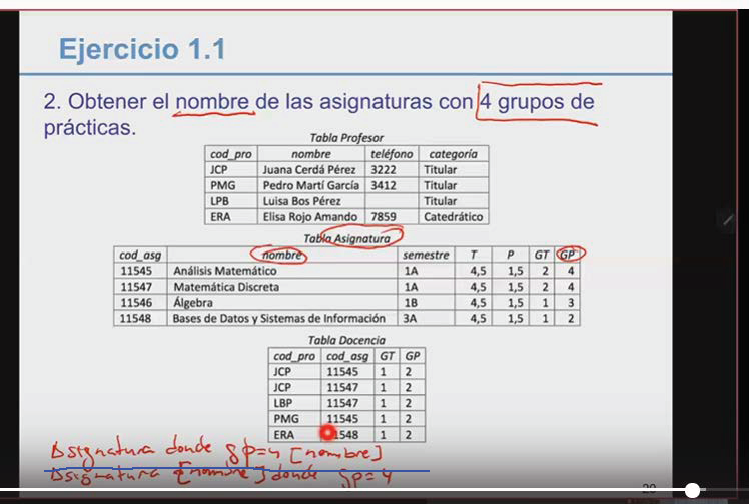 Ejercicio 1.1
2. Obtener el nombre de las asignaturas con 4 grupos de
prácticas.
Tabla Profesor
cod_pro nombre teléfono categoría
JCP Juana Cerdá Pérez 3222 Titular
PMG Pedro Martí García 3412 Titular
LPB Luisa Bos Pérez Titular
ERA Elisa Rojo Amando 7859 Catedrático
Tabla Asignatura
cod_asg nombre semestre T P GT GP
11545 Análisis Matemático 1A 4,5 1,5 2 4
11547 Matemática Discreta 1A 4,5 1,5 2 4
11546 Álgebra 1B 4,5 1,5 1 3
11548 Bases de Datos y Sistemas de Información 3A 4,5 1,5 1 2
Tabla Docencia
cod_pro cod_asg GT GP
JCP 11545 1 2
JCP 11547 1 2
LBP 11547 1 2
PMG 11545 1 2
ERA 1548 1 2
Asignatura donde gp=4 [nombre]
Asignatura [nombre] donde gp=4
20